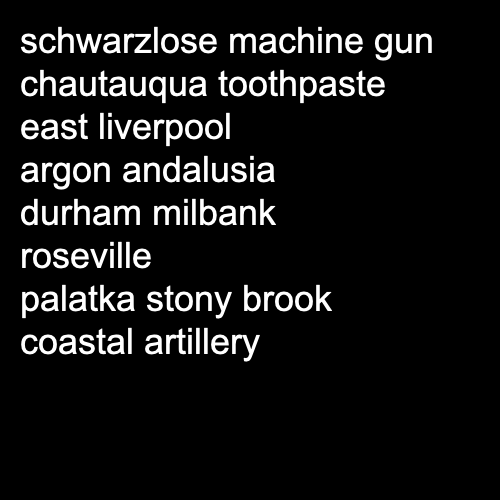 schwarzlose machine gun
chautauqua toothpaste
east liverpool
argon andalusia
durham milbank
roseville
palatka stony brook
coastal artillery